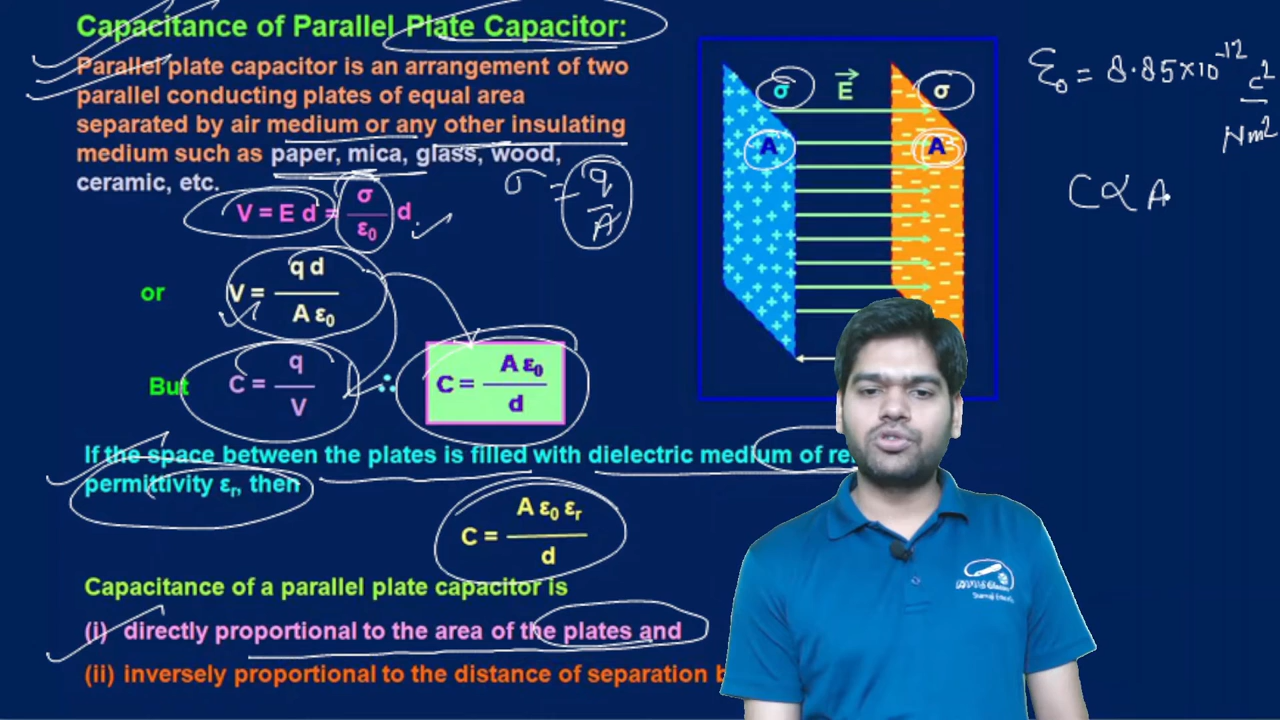 Capacitance of Parallel Plate Capacitor:
Parallel plate capacitor is an arrangement of two
parallel conducting plates of equal area
separated by air medium or any other insulating
medium such as paper, mica, glass, wood,
ceramic, etc.
σ = q/A
V = E d = σ/ε₀ d
or V = q d / A ε₀
But C = q/V ∴ C = A ε₀ / d
If the space between the plates is filled with dielectric medium of
permittivity εᵣ, then
C = A ε₀ εᵣ / d
Capacitance of a parallel plate capacitor is
(i) directly proportional to the area of the plates and
(ii) inversely proportional to the distance of separation
σ E⃗ σ
A A
ε₀ = 8.85×10⁻¹² C²/Nm²
C ∝ A